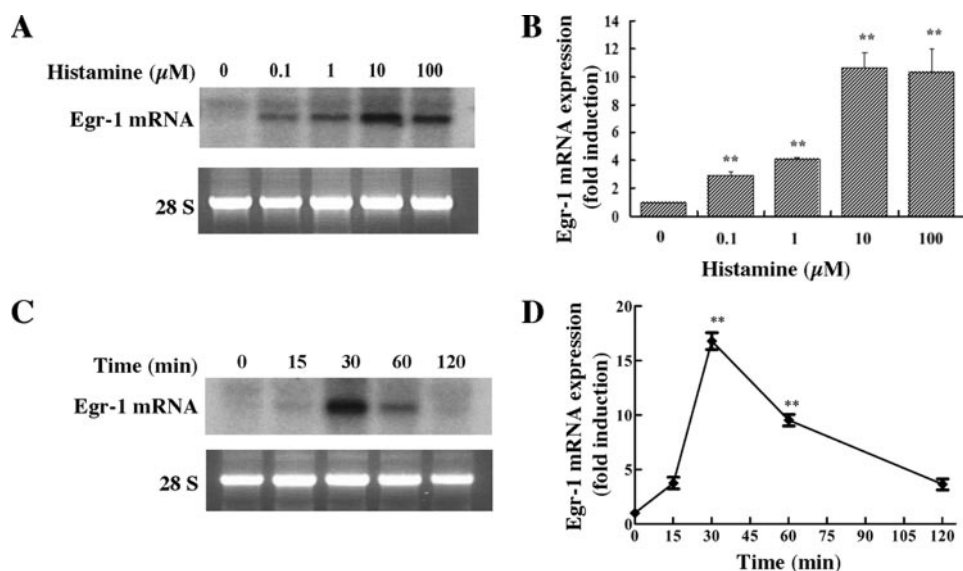 A
Histamine (µM) 0 0.1 1 10 100
Egr-1 mRNA
28 S
B
Egr-1 mRNA expression
(fold induction)
14
12
10
8
6
4
2
0
**
**
**
**
0 0.1 1 10 100
Histamine (µM)
C
Time (min) 0 15 30 60 120
Egr-1 mRNA
28 S
D
Egr-1 mRNA expression
(fold induction)
20
15
10
5
0
**
**
0 15 30 45 60 75 90 105 120
Time (min)